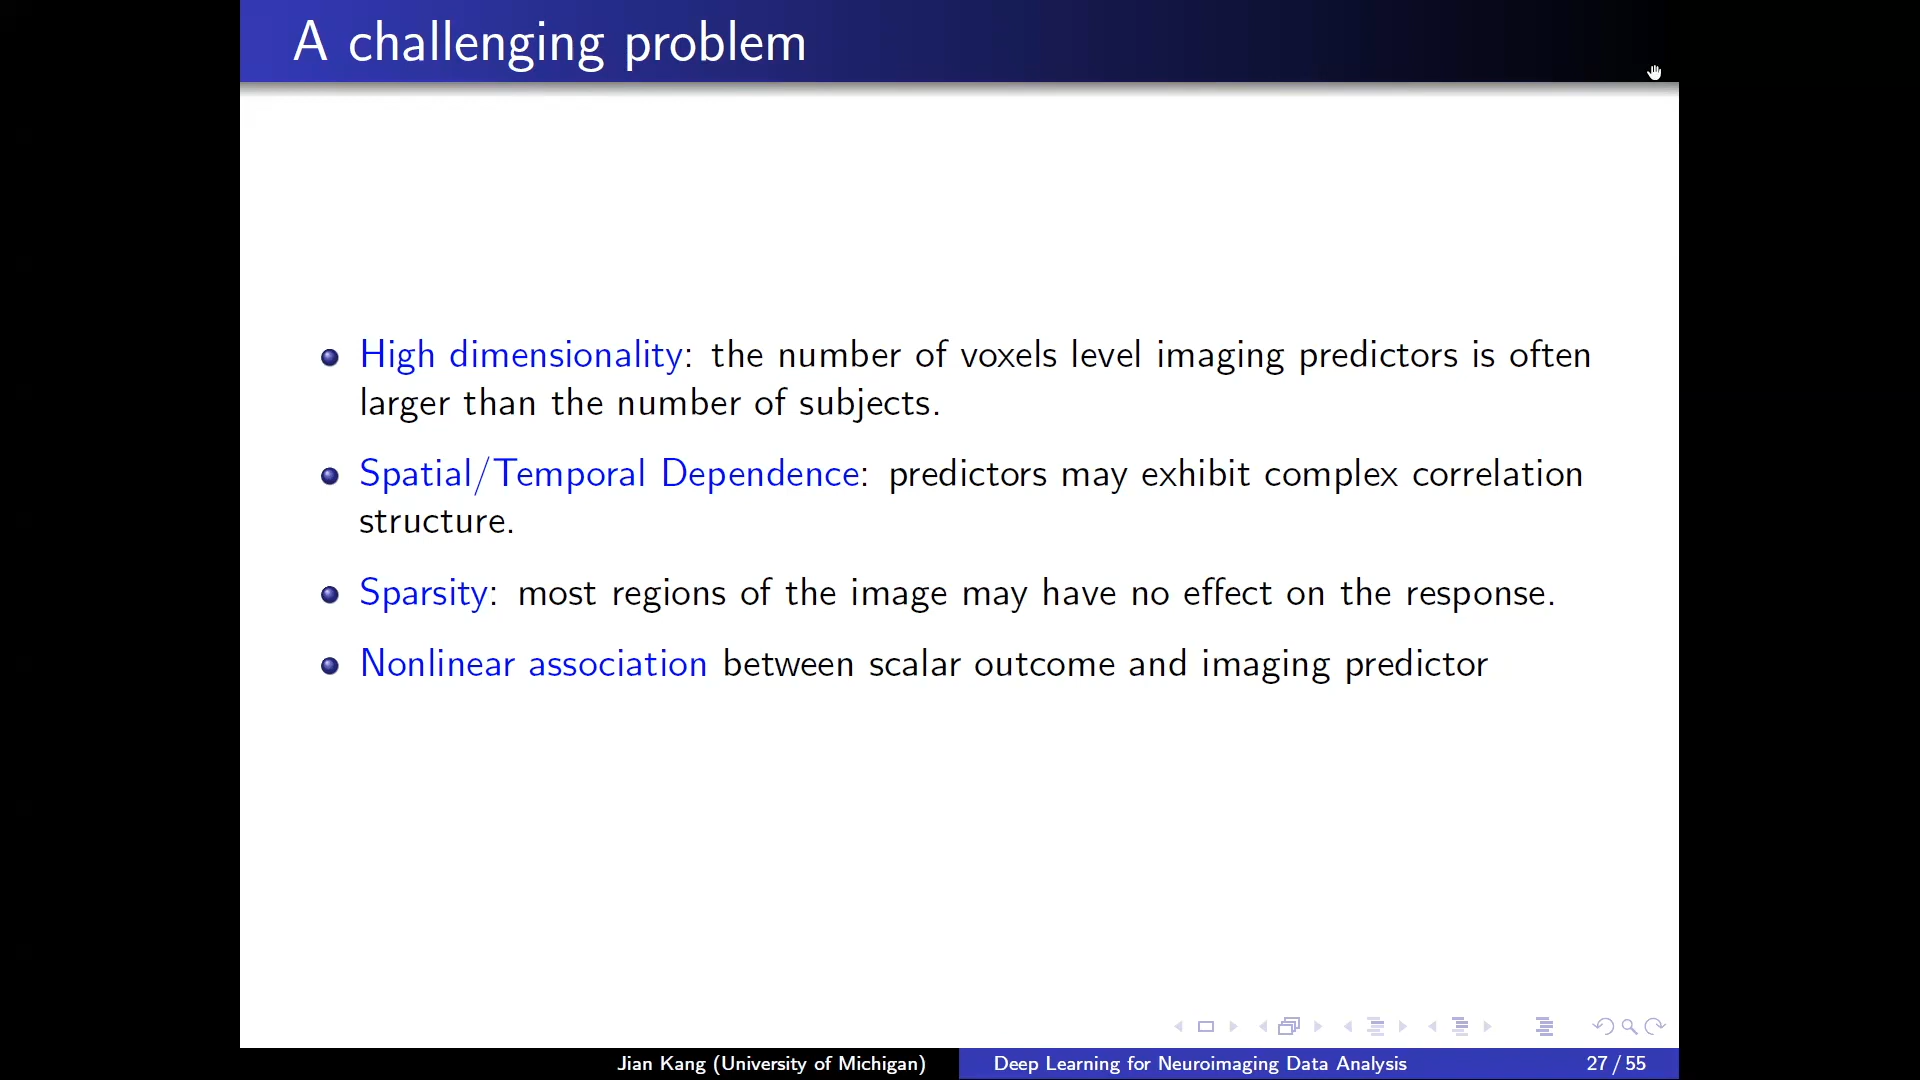 A challenging problem
High dimensionality: the number of voxels level imaging predictors is often
larger than the number of subjects.
Spatial/Temporal Dependence: predictors may exhibit complex correlation
structure.
Sparsity: most regions of the image may have no effect on the response.
Nonlinear association between scalar outcome and imaging predictor
Jian Kang (University of Michigan)
Deep Learning for Neuroimaging Data Analysis
27 / 55